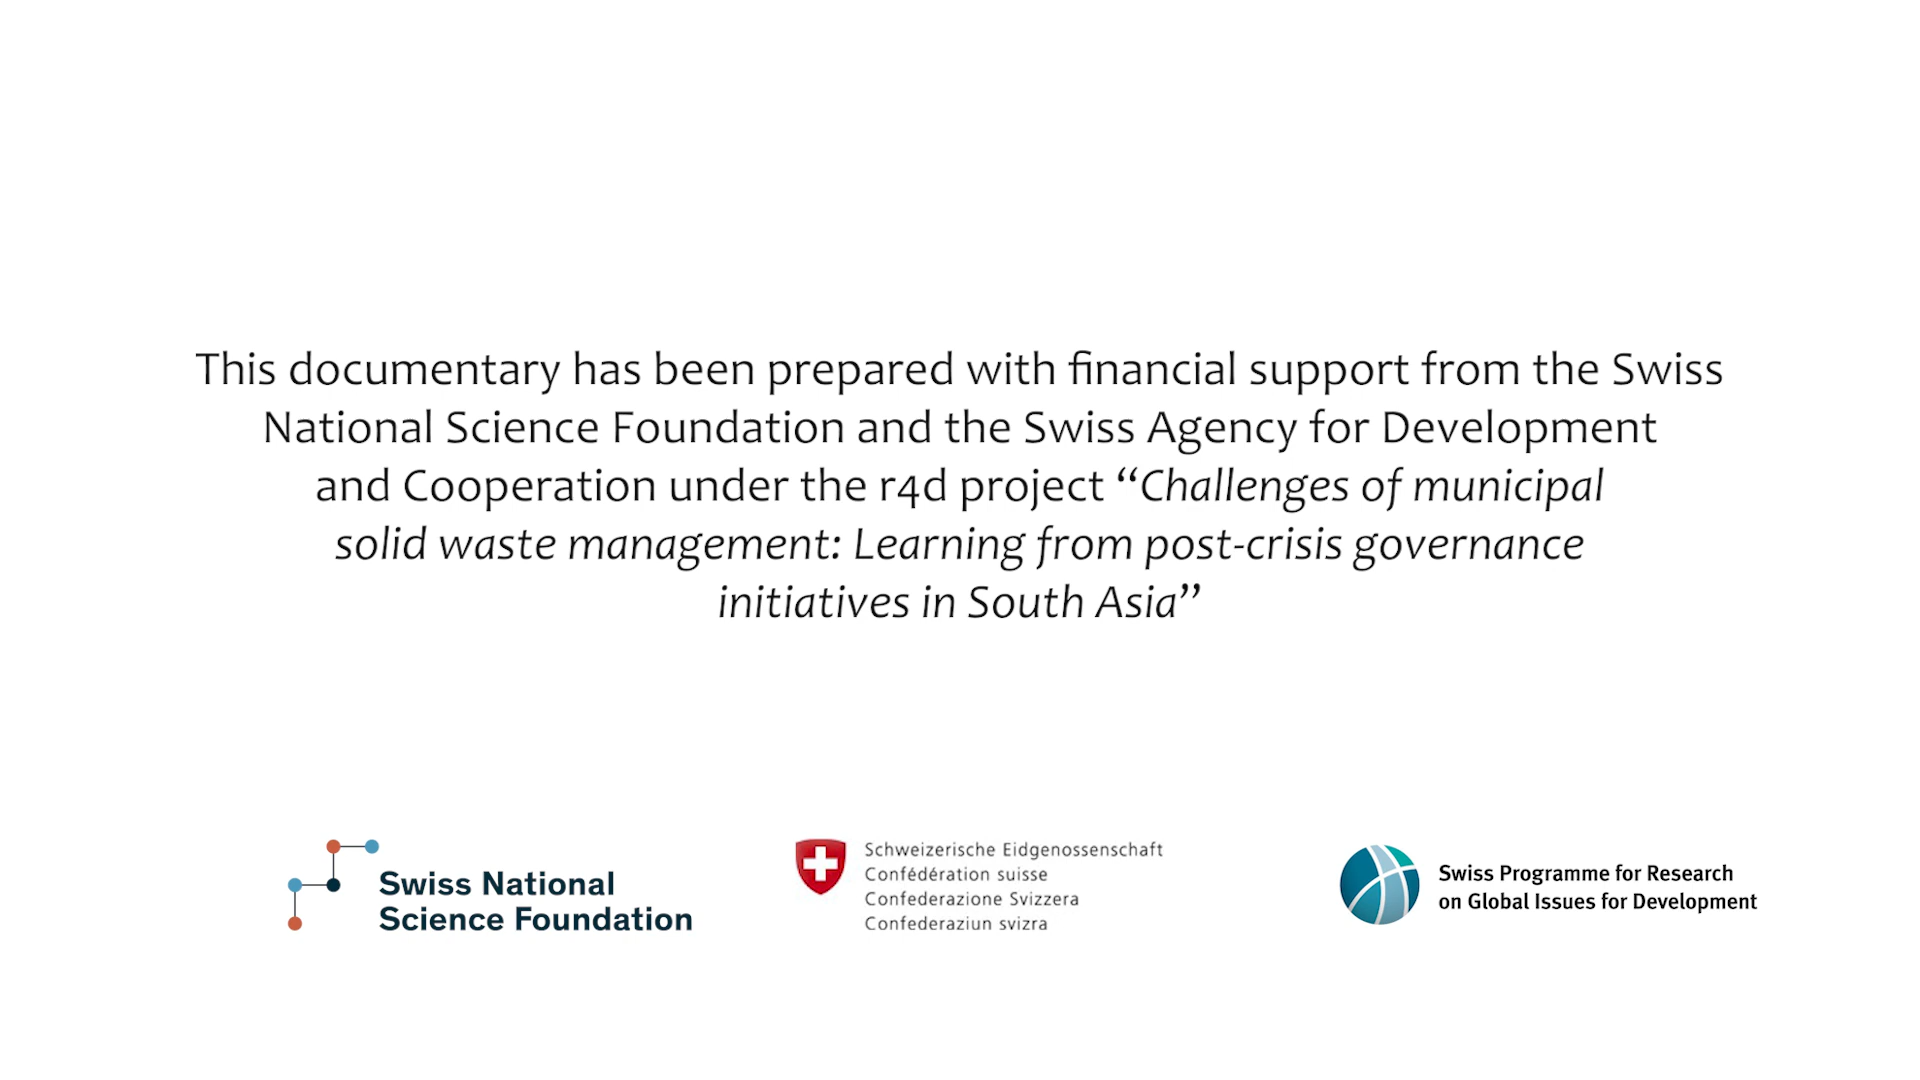 This documentary has been prepared with financial support from the Swiss
National Science Foundation and the Swiss Agency for Development
and Cooperation under the r4d project “Challenges of municipal
solid waste management: Learning from post-crisis governance
initiatives in South Asia”
Swiss National
Science Foundation
Schweizerische Eidgenossenschaft
Confédération suisse
Confederazione Svizzera
Confederaziun svizra
Swiss Programme for Research
on Global Issues for Development